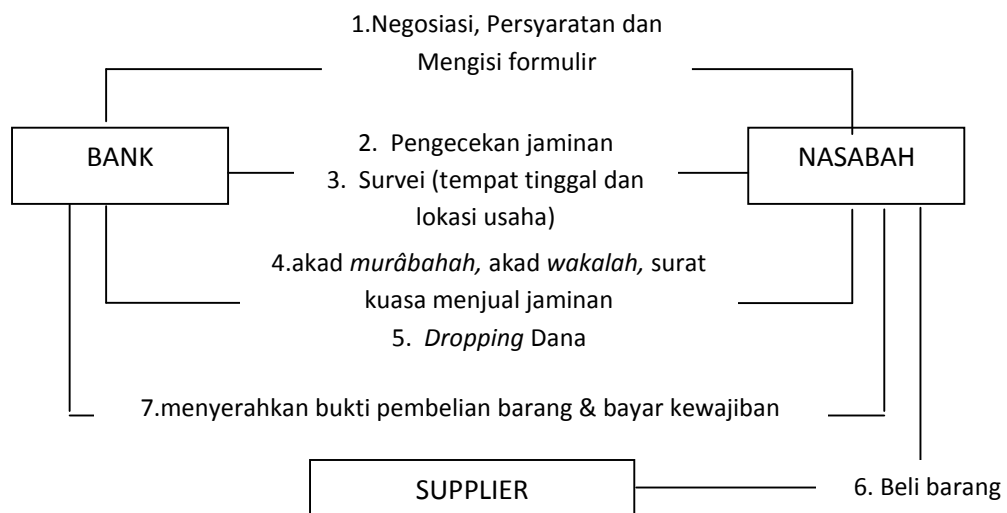 1.Negosiasi, Persyaratan dan
Mengisi formulir
BANK
2. Pengecekan jaminan
3. Survei (tempat tinggal dan
lokasi usaha)
NASABAH
4.akad murâbahah, akad wakalah, surat
kuasa menjual jaminan
5. Dropping Dana
7.menyerahkan bukti pembelian barang & bayar kewajiban
SUPPLIER
6. Beli barang